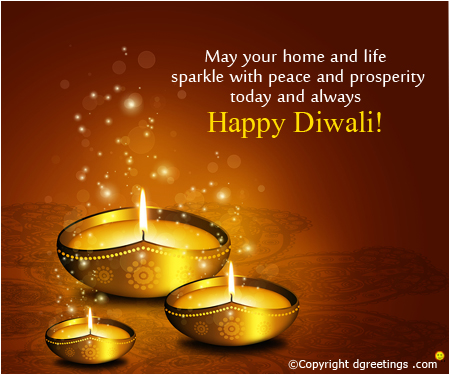 May your home and life
sparkle with peace and prosperity
today and always
Happy Diwali!
©Copyright dgreetings .com